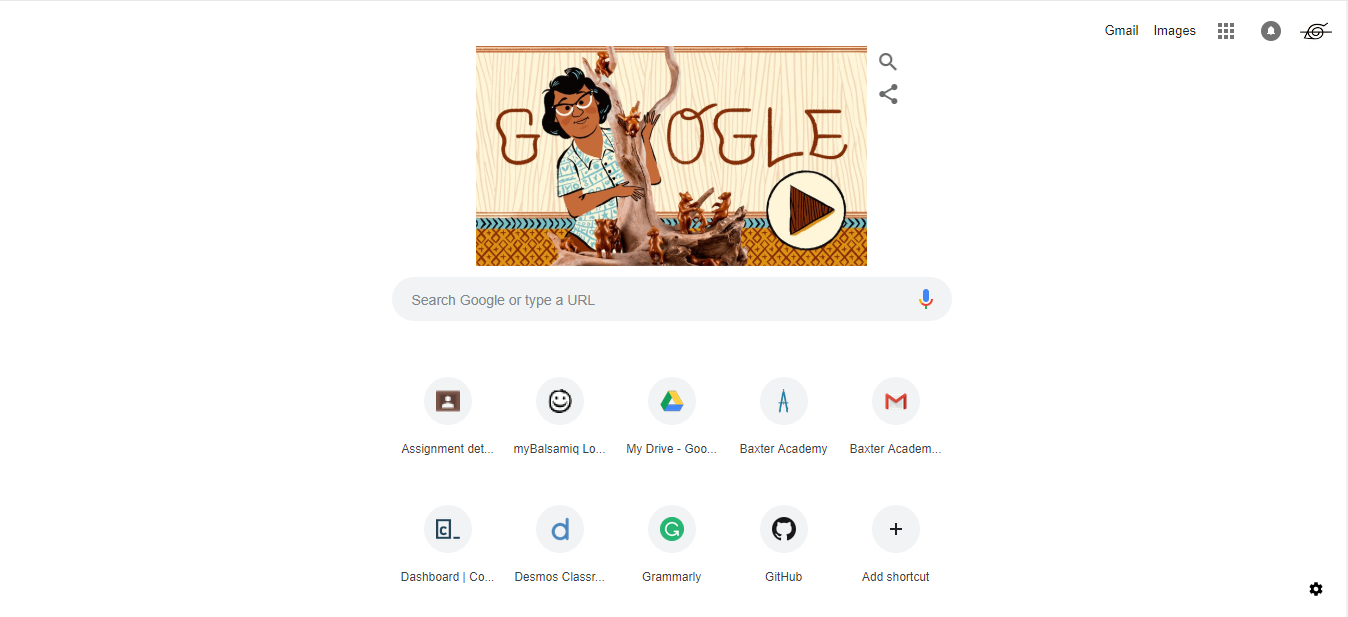 Gmail Images
GOOGLE
Search Google or type a URL
Assignment det... myBalsamiq Lo... My Drive - Goo... Baxter Academy Baxter Academ...
Dashboard | Co... Desmos Classr... Grammarly GitHub Add shortcut